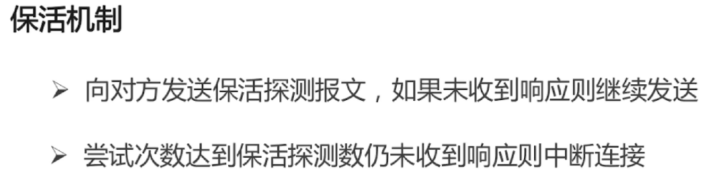 保活机制
➢ 向对方发送保活探测报文，如果未收到响应则继续发送
➢ 尝试次数达到保活探测数仍未收到响应则中断连接